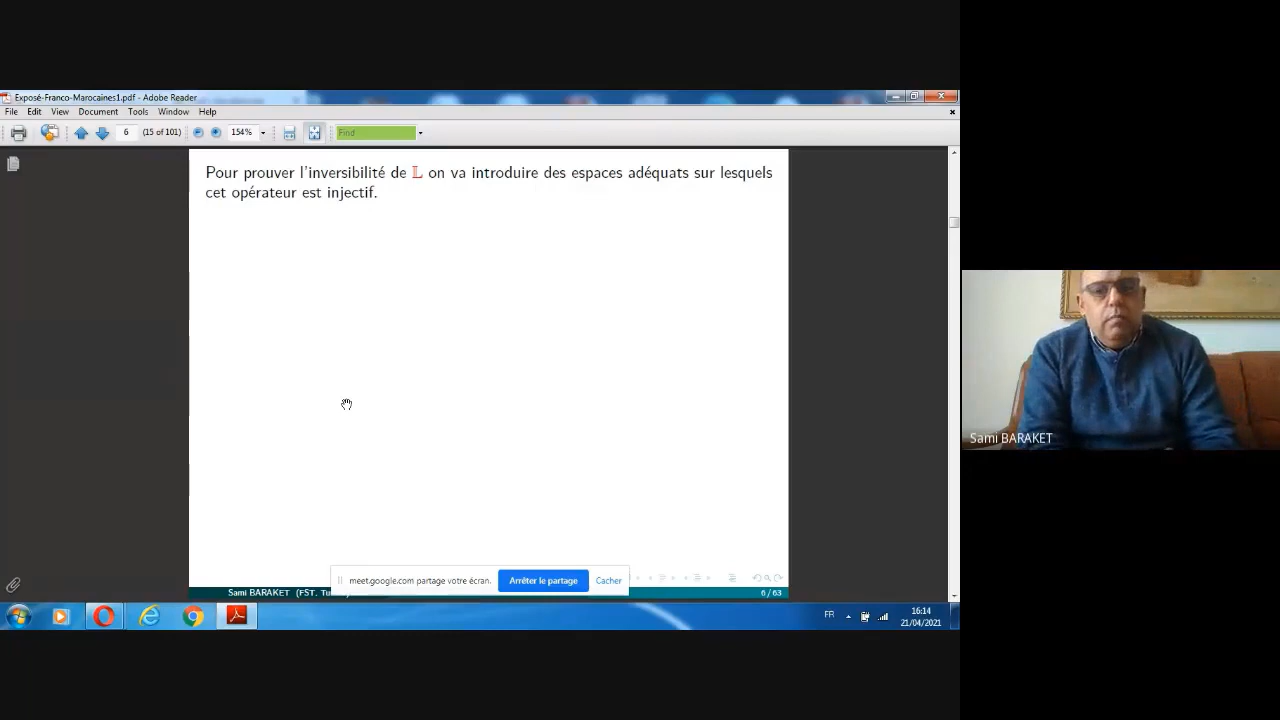 Exposé-Franco-Marocaines1.pdf - Adobe Reader
File Edit View Document Tools Window Help
6 (15 of 101) 154% Find
Pour prouver l'inversibilité de 𝕃 on va introduire des espaces adéquats sur lesquels
cet opérateur est injectif.
Sami BARAKET
meet.google.com partage votre écran. Arrêter le partage Cacher
Sami BARAKET (FST. 6 / 63
FR 16:14
21/04/2021